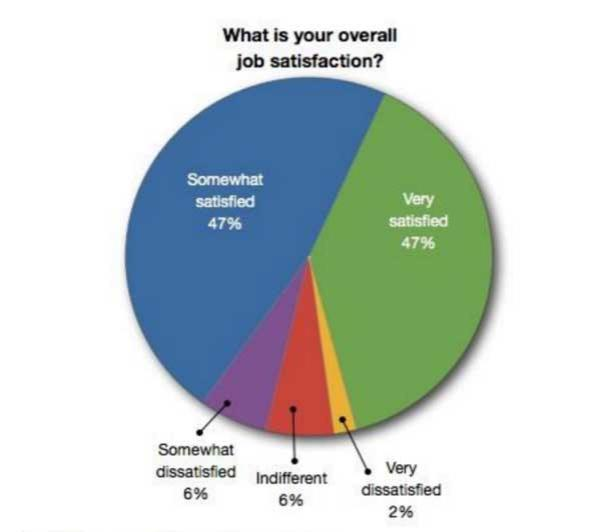 What is your overall
job satisfaction?
Somewhat
satisfied
47%
Very
satisfied
47%
Somewhat
dissatisfied
6%
Indifferent
6%
Very
dissatisfied
2%